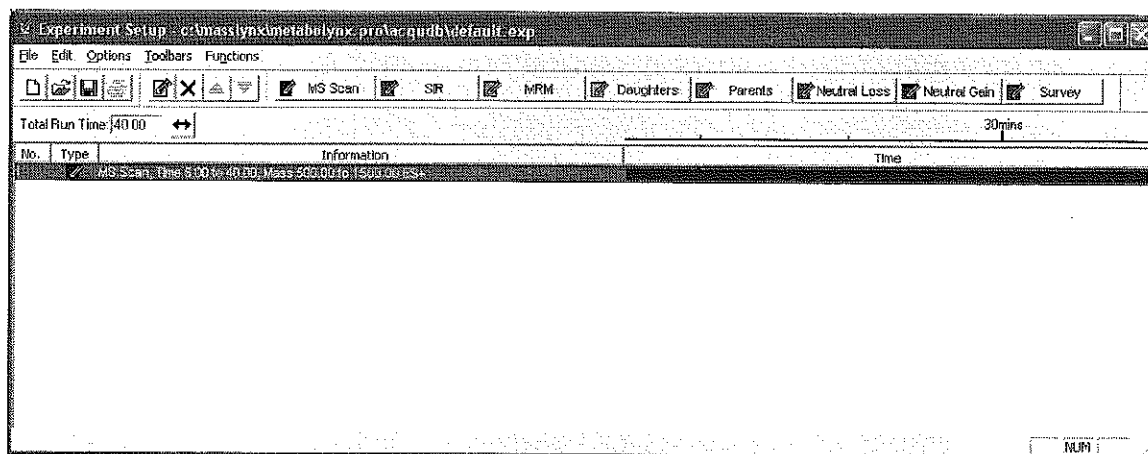 Experiment Setup - c:\masslynx\metabolynx.pro\acqudb\default.exp
File Edit Options Toolbars Functions
MS Scan SIR MRM Daughters Parents Neutral Loss Neutral Gain Survey
Total Run Time: 40.00 30mins
No. Type Information Time
MS Scan, Time 5.00 to 40.00, Mass 500.00 to 1500.00 ES+
NUM